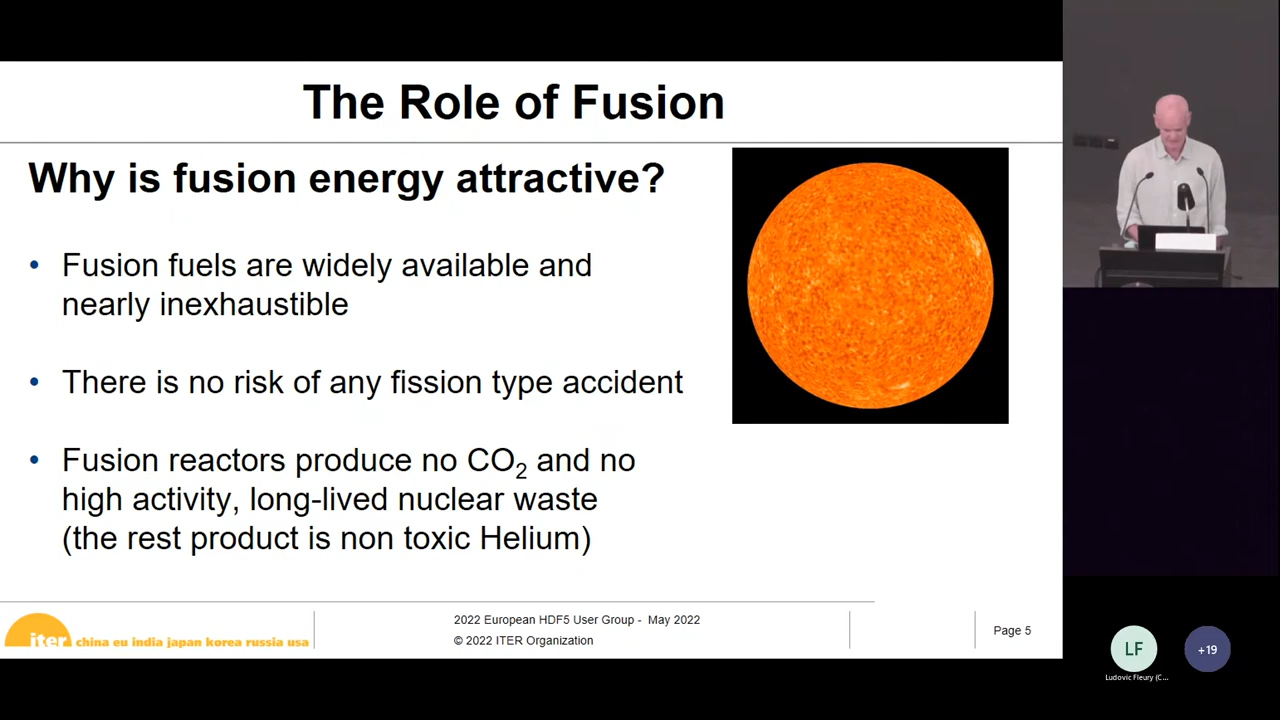 The Role of Fusion
Why is fusion energy attractive?
• Fusion fuels are widely available and
nearly inexhaustible
• There is no risk of any fission type accident
• Fusion reactors produce no CO₂ and no
high activity, long-lived nuclear waste
(the rest product is non toxic Helium)
iter china eu india japan korea russia usa
2022 European HDF5 User Group - May 2022
© 2022 ITER Organization
Page 5
LF
+19
Ludovic Fleury (C...